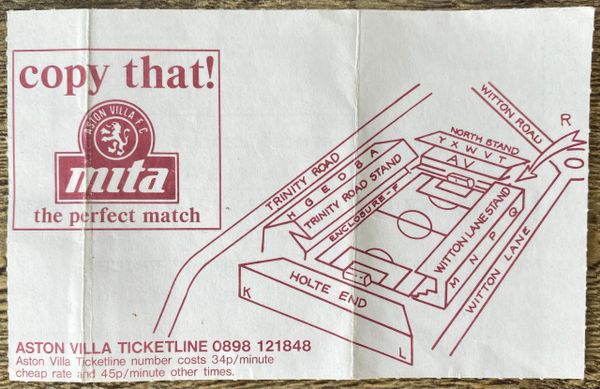 copy that!
ASTON VILLA F.C
mita
the perfect match
WITTON ROAD
R
O
NORTH STAND
Y X W V T
AV
TRINITY ROAD
H G E D B A
TRINITY ROAD STAND
ENCLOSURE-F
WITTON LANE STAND
M N P Q
WITTON LANE
HOLTE END
K
L
ASTON VILLA TICKETLINE 0898 121848
Aston Villa Ticketline number costs 34p/minute
cheap rate and 45p/minute other times.